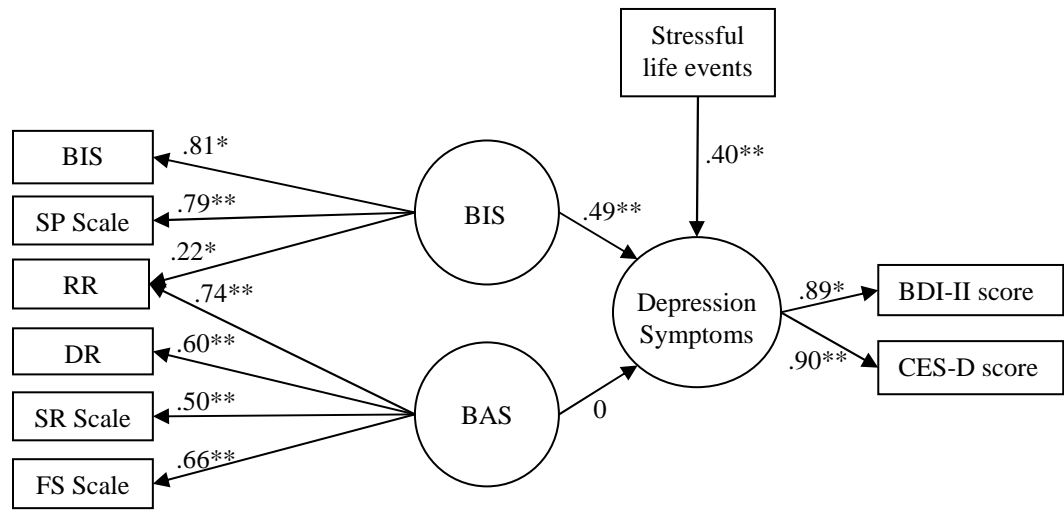 Stressful
life events
.40**
BIS
.81*
SP Scale
.79**
RR
.22*
.74**
DR
.60**
SR Scale
.50**
FS Scale
.66**
BIS
.49**
BAS
0
Depression
Symptoms
.89*
BDI-II score
.90**
CES-D score